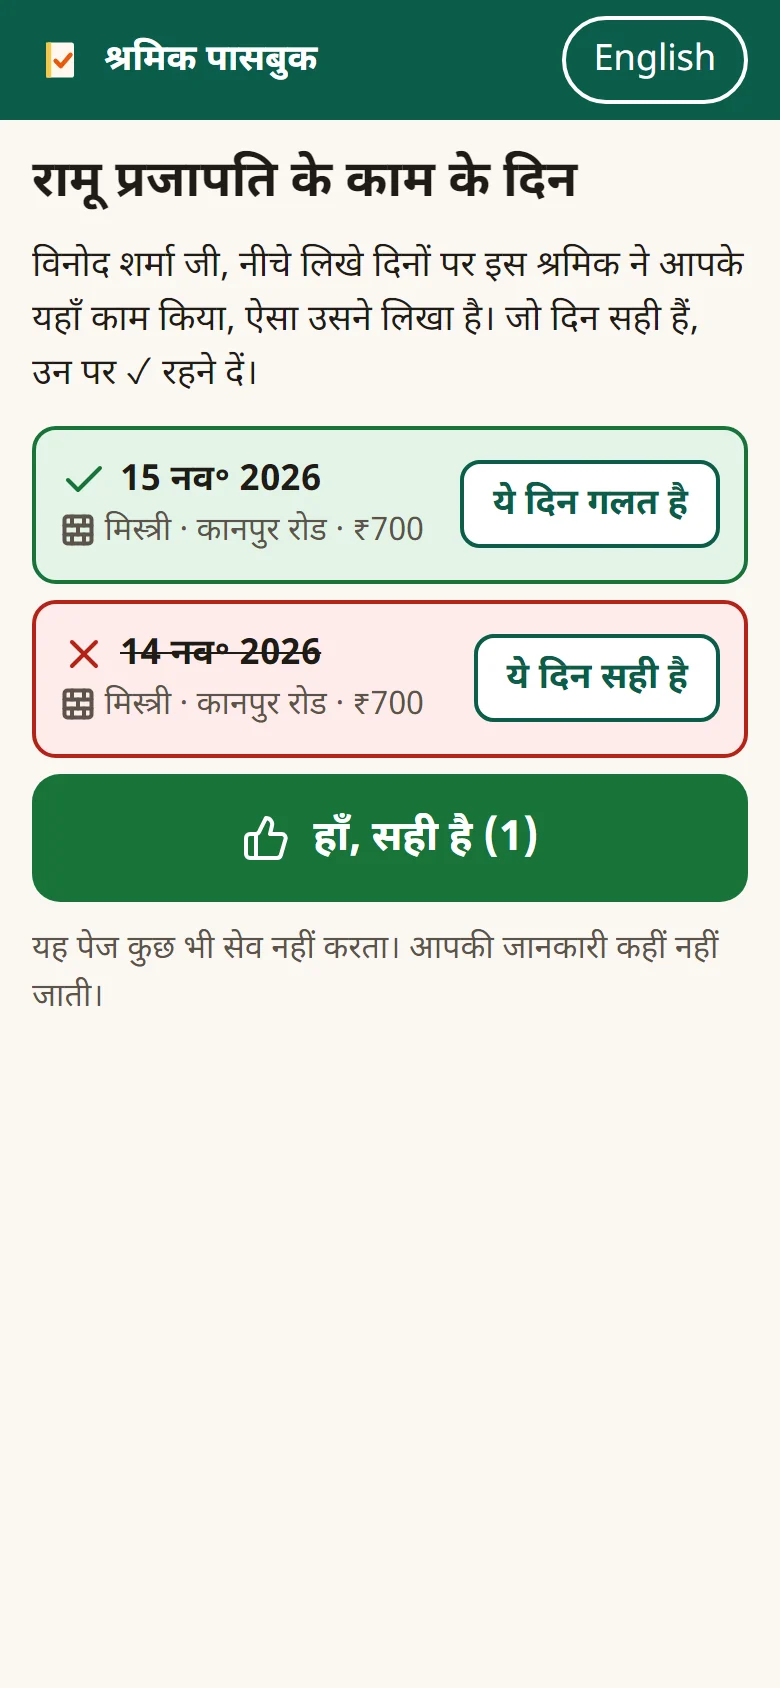 श्रमिक पासबुक
English
रामू प्रजापति के काम के दिन
विनोद शर्मा जी, नीचे लिखे दिनों पर इस श्रमिक ने आपके
यहाँ काम किया, ऐसा उसने लिखा है। जो दिन सही हैं,
उन पर ✓ रहने दें।
15 नव॰ 2026
मिस्त्री · कानपुर रोड · ₹700
ये दिन गलत है
14 नव॰ 2026
मिस्त्री · कानपुर रोड · ₹700
ये दिन सही है
हाँ, सही है (1)
यह पेज कुछ भी सेव नहीं करता। आपकी जानकारी कहीं नहीं
जाती।